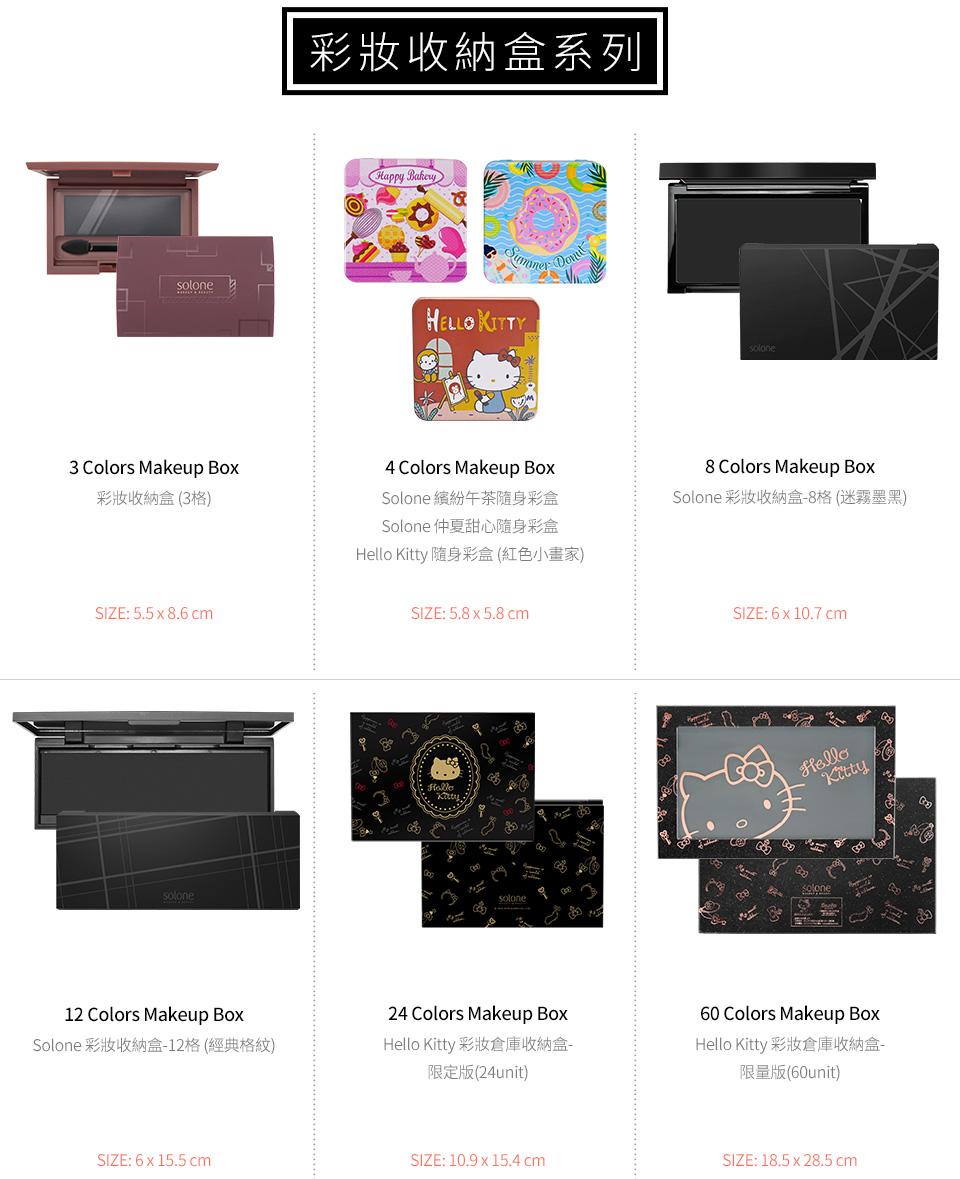 彩妝收納盒系列
solone
MAKEUP & BEAUTY
Happy Bakery
Summer Donut
HELLO KITTY
solone
3 Colors Makeup Box
彩妝收納盒 (3格)
SIZE: 5.5 x 8.6 cm
4 Colors Makeup Box
Solone 繽紛午茶隨身彩盒
Solone 仲夏甜心隨身彩盒
Hello Kitty 隨身彩盒 (紅色小畫家)
SIZE: 5.8 x 5.8 cm
8 Colors Makeup Box
Solone 彩妝收納盒-8格 (迷霧墨黑)
SIZE: 6 x 10.7 cm
solone
Hello
Kitty
solone
Hello
Kitty
solone
12 Colors Makeup Box
Solone 彩妝收納盒-12格 (經典格紋)
SIZE: 6 x 15.5 cm
24 Colors Makeup Box
Hello Kitty 彩妝倉庫收納盒-
限定版(24unit)
SIZE: 10.9 x 15.4 cm
60 Colors Makeup Box
Hello Kitty 彩妝倉庫收納盒-
限量版(60unit)
SIZE: 18.5 x 28.5 cm